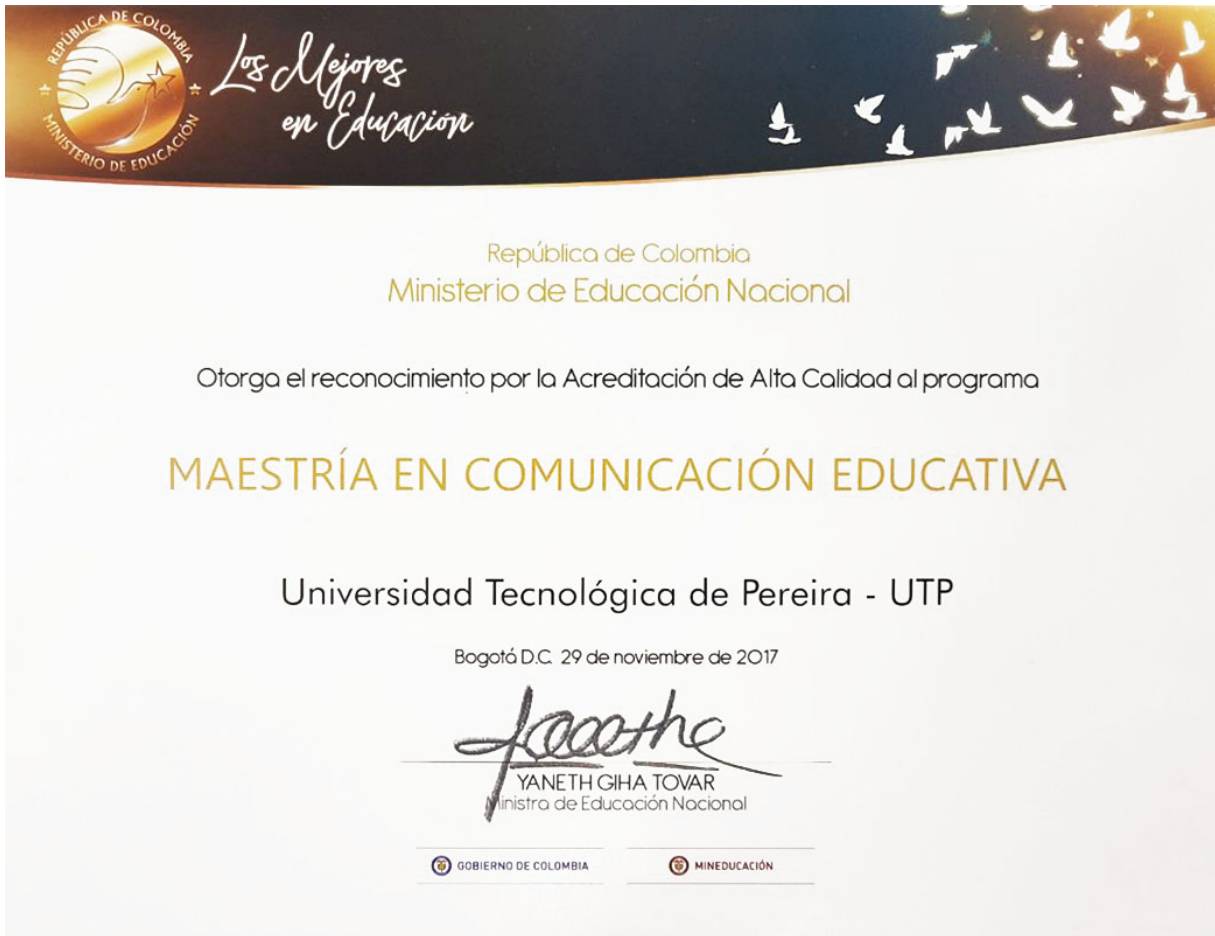 REPÚBLICA DE COLOMBIA
MINISTERIO DE EDUCACIÓN
Los Mejores
en Educación
República de Colombia
Ministerio de Educación Nacional
Otorga el reconocimiento por la Acreditación de Alta Calidad al programa
MAESTRÍA EN COMUNICACIÓN EDUCATIVA
Universidad Tecnológica de Pereira - UTP
Bogotá D.C. 29 de noviembre de 2017
YANETH GIHA TOVAR
Ministra de Educación Nacional
GOBIERNO DE COLOMBIA
MINEDUCACIÓN